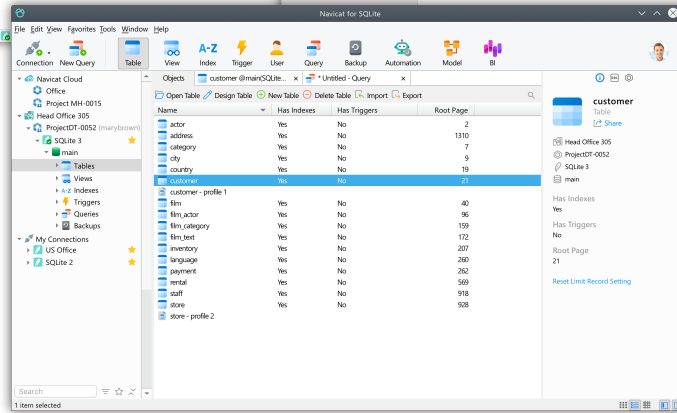 Navicat for SQLite
File Edit View Favorites Tools Window Help
Connection New Query Table View Index Trigger User Query Backup Automation Model BI
A-Z
Navicat Cloud
Office
Project MH-0015
Head Office 305
ProjectDT-0052 (marybrown)
SQLite 3
main
Tables
Views
A-Z Indexes
Triggers
Queries
Backups
My Connections
US Office
SQLite 2
Search
1 item selected
Objects customer @main(SQLite... × * Untitled - Query ×
Open Table Design Table New Table Delete Table Import Export
Name Has Indexes Has Triggers Root Page
actor Yes No 2
address Yes No 1310
category Yes No 7
city Yes No 9
country Yes No 19
customer Yes No 21
customer - profile 1
film Yes No 40
film_actor Yes No 96
film_category Yes No 159
film_text Yes No 172
inventory Yes No 207
language Yes No 260
payment Yes No 262
rental Yes No 569
staff Yes No 918
store Yes No 928
store - profile 2
customer
Table
Share
Head Office 305
ProjectDT-0052
SQLite 3
main
Has Indexes
Yes
Has Triggers
No
Root Page
21
Reset Limit Record Setting